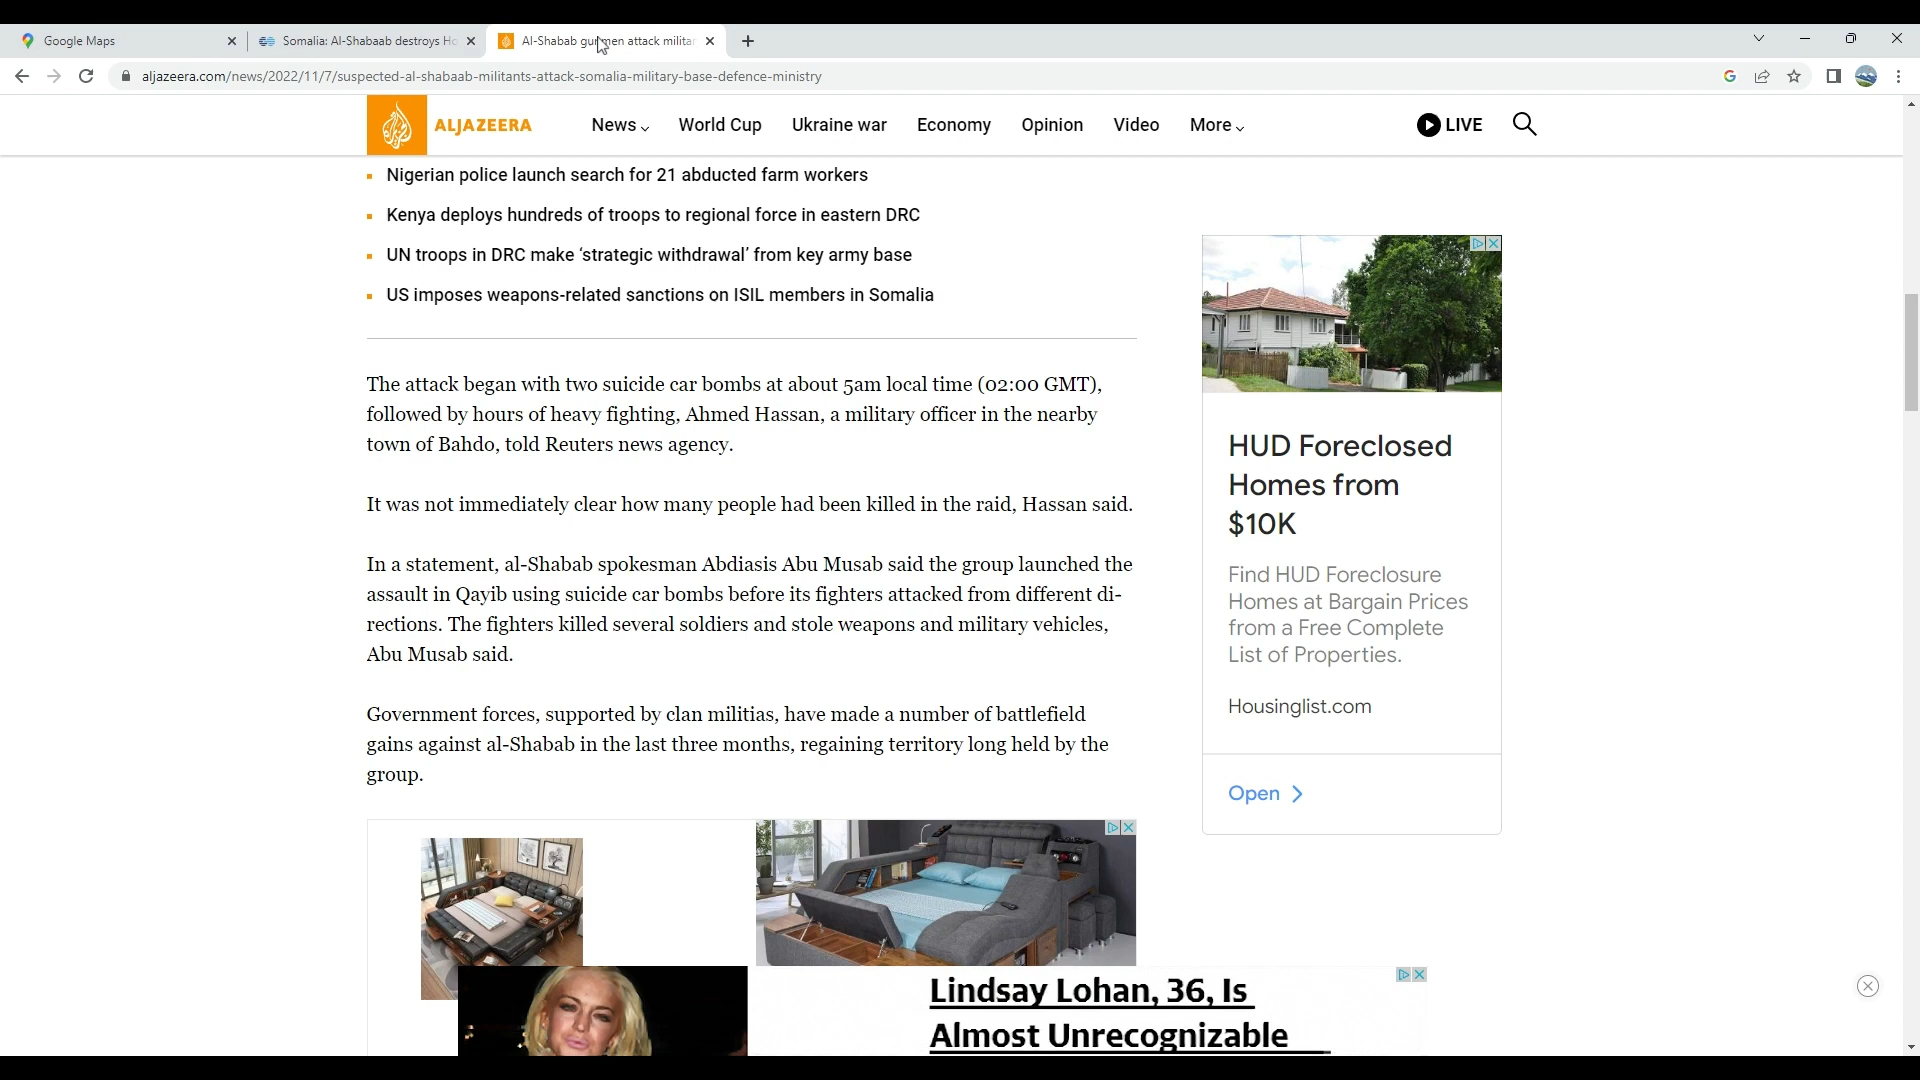 Google Maps
Somalia: Al-Shabaab destroys Ho
Al-Shabab gunmen attack militar
aljazeera.com/news/2022/11/7/suspected-al-shabaab-militants-attack-somalia-military-base-defence-ministry
ALJAZEERA
News
World Cup
Ukraine war
Economy
Opinion
Video
More
LIVE
Nigerian police launch search for 21 abducted farm workers
Kenya deploys hundreds of troops to regional force in eastern DRC
UN troops in DRC make ‘strategic withdrawal’ from key army base
US imposes weapons-related sanctions on ISIL members in Somalia
The attack began with two suicide car bombs at about 5am local time (02:00 GMT),
followed by hours of heavy fighting, Ahmed Hassan, a military officer in the nearby
town of Bahdo, told Reuters news agency.
It was not immediately clear how many people had been killed in the raid, Hassan said.
In a statement, al-Shabab spokesman Abdiasis Abu Musab said the group launched the
assault in Qayib using suicide car bombs before its fighters attacked from different di-
rections. The fighters killed several soldiers and stole weapons and military vehicles,
Abu Musab said.
Government forces, supported by clan militias, have made a number of battlefield
gains against al-Shabab in the last three months, regaining territory long held by the
group.
HUD Foreclosed
Homes from
$10K
Find HUD Foreclosure
Homes at Bargain Prices
from a Free Complete
List of Properties.
Housinglist.com
Open
Lindsay Lohan, 36, Is
Almost Unrecognizable